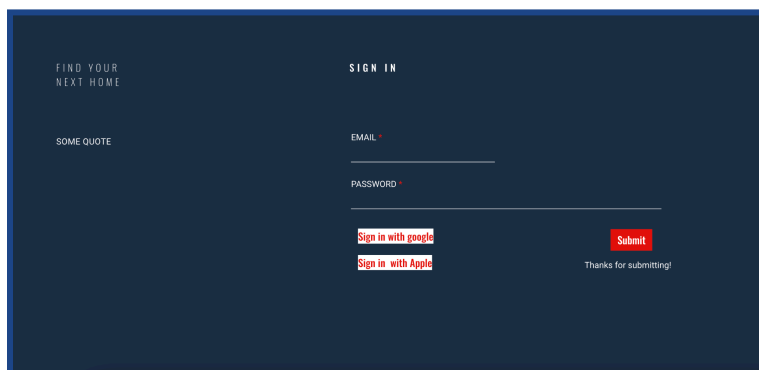 FIND YOUR
NEXT HOME
SOME QUOTE
SIGN IN
EMAIL *
PASSWORD *
Sign in with google
Sign in  with Apple
Submit
Thanks for submitting!